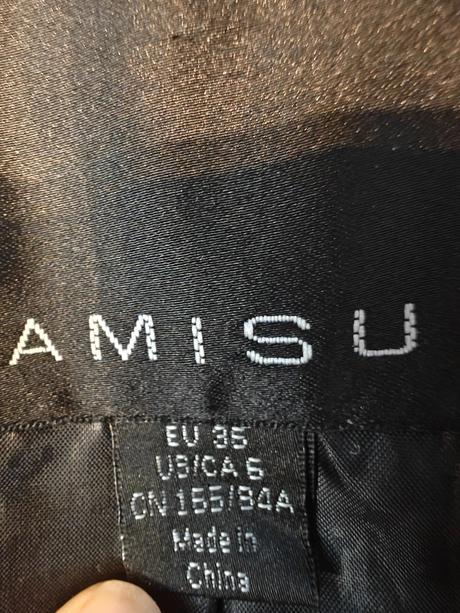 AMISU
EU 36
US/CA 6
CN 165/84A
Made in
China